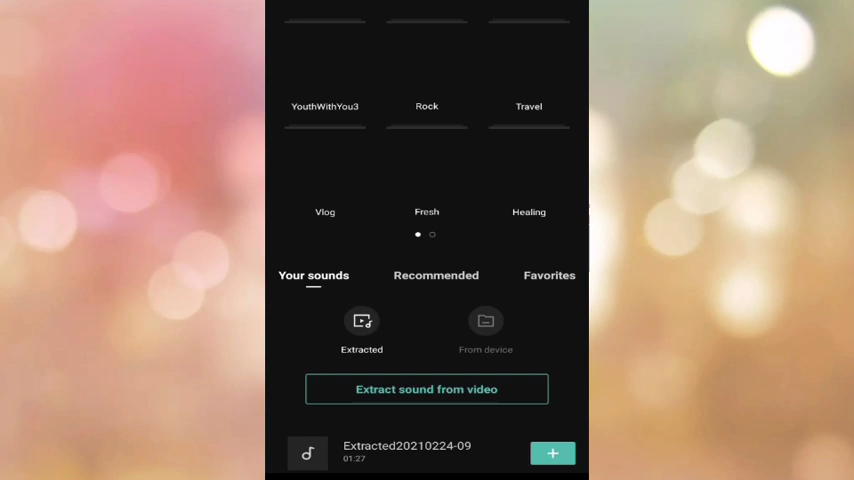 YouthWithYou3 Rock Travel
Vlog Fresh Healing
Your sounds Recommended Favorites
Extracted From device
Extract sound from video
Extracted20210224-09
01:27